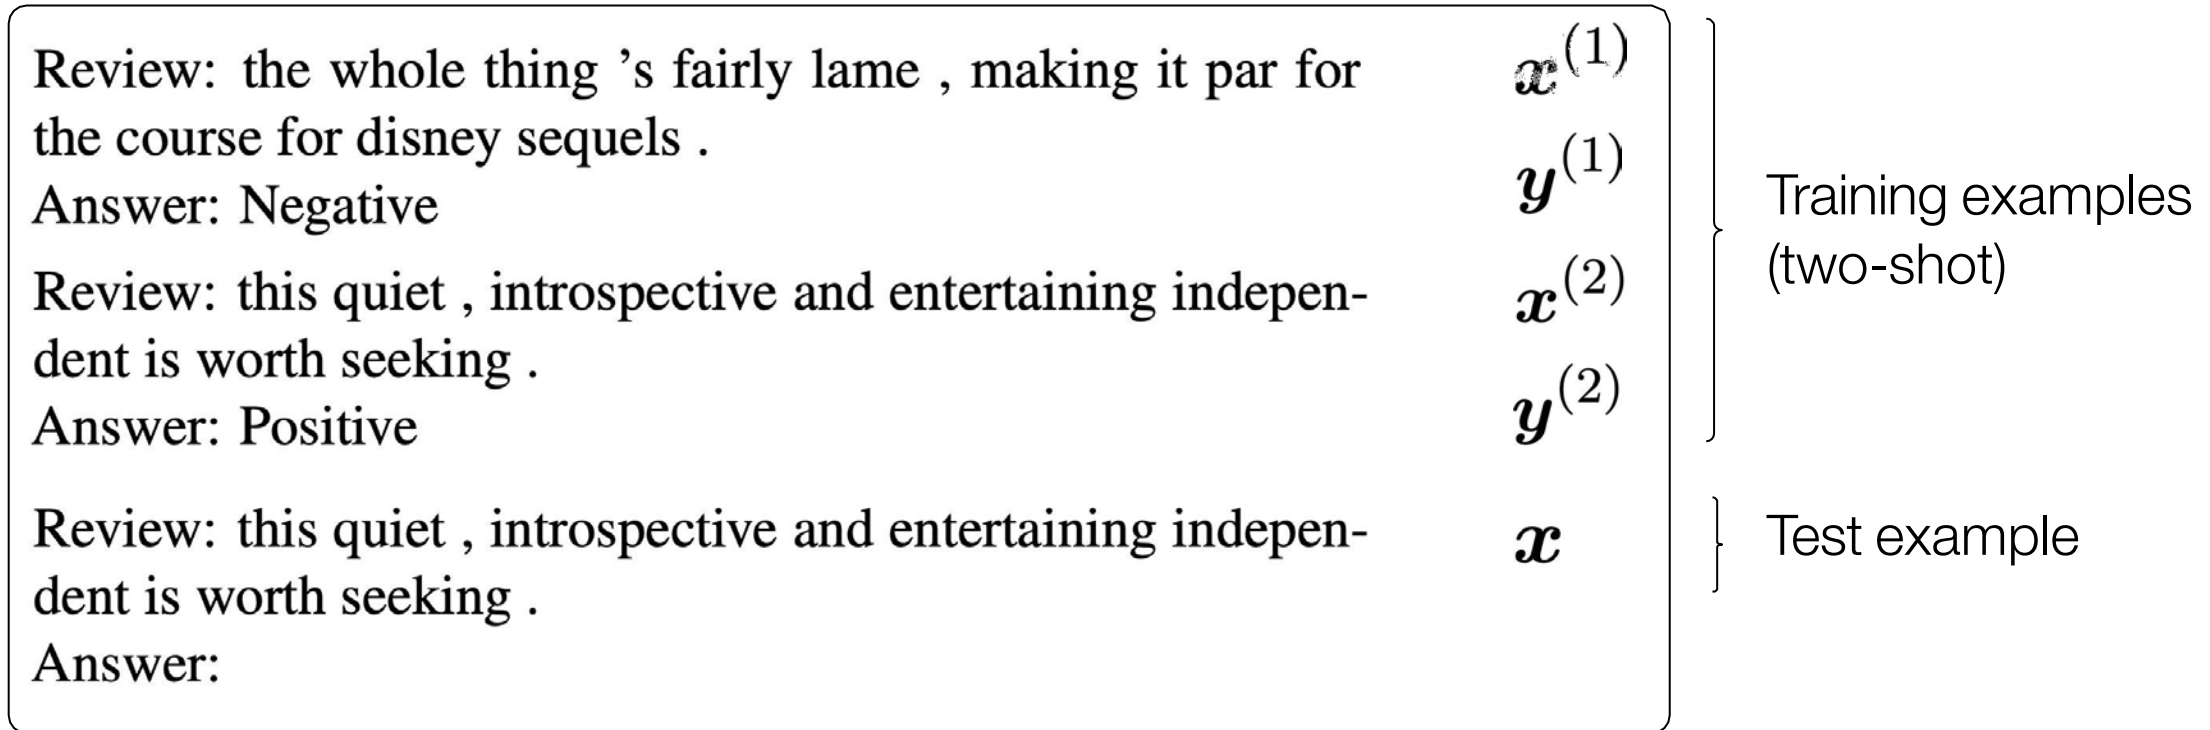 Review: the whole thing ’s fairly lame , making it par for
the course for disney sequels .
Answer: Negative
x^(1)
y^(1)
Review: this quiet , introspective and entertaining indepen-
dent is worth seeking .
Answer: Positive
x^(2)
y^(2)
Training examples
(two-shot)
Review: this quiet , introspective and entertaining indepen-
dent is worth seeking .
Answer:
x
Test example